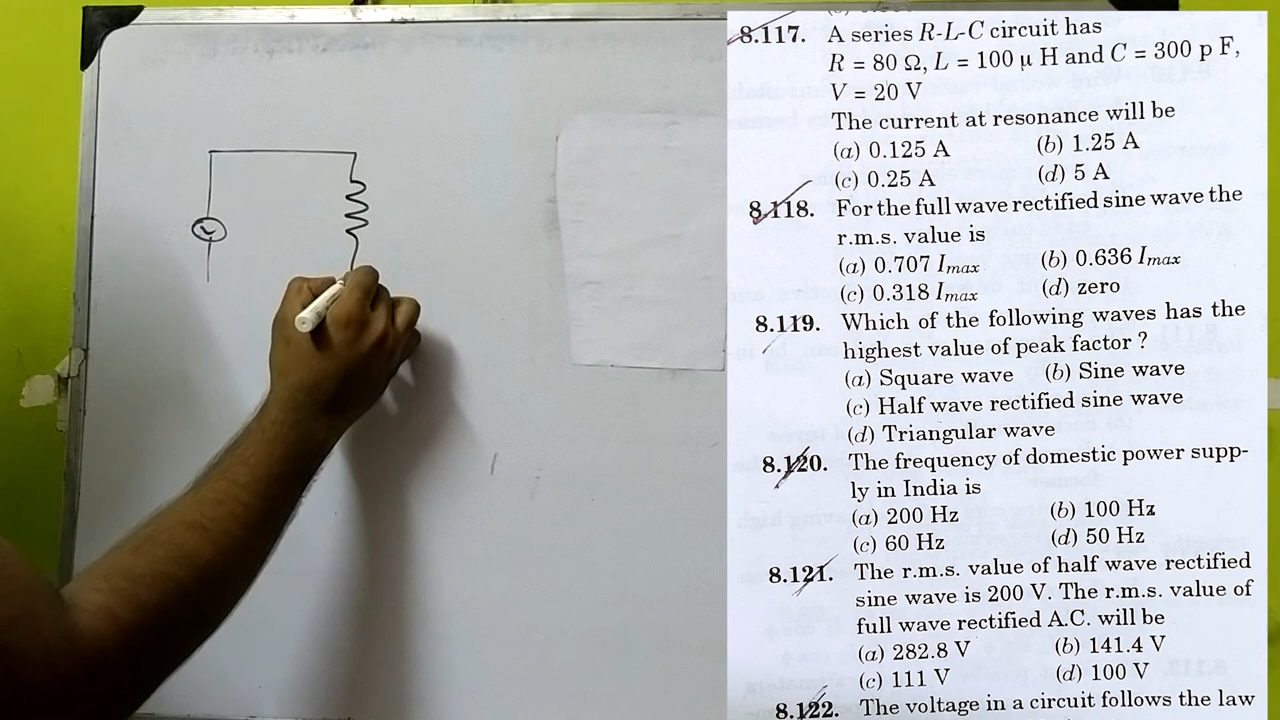 8.117. A series R-L-C circuit has
R = 80 Ω, L = 100 µ H and C = 300 p F,
V = 20 V
The current at resonance will be
(a) 0.125 A (b) 1.25 A
(c) 0.25 A (d) 5 A
8.118. For the full wave rectified sine wave the
r.m.s. value is
(a) 0.707 Imax (b) 0.636 Imax
(c) 0.318 Imax (d) zero
8.119. Which of the following waves has the
highest value of peak factor ?
(a) Square wave (b) Sine wave
(c) Half wave rectified sine wave
(d) Triangular wave
8.120. The frequency of domestic power supp-
ly in India is
(a) 200 Hz (b) 100 Hz
(c) 60 Hz (d) 50 Hz
8.121. The r.m.s. value of half wave rectified
sine wave is 200 V. The r.m.s. value of
full wave rectified A.C. will be
(a) 282.8 V (b) 141.4 V
(c) 111 V (d) 100 V
8.122. The voltage in a circuit follows the law